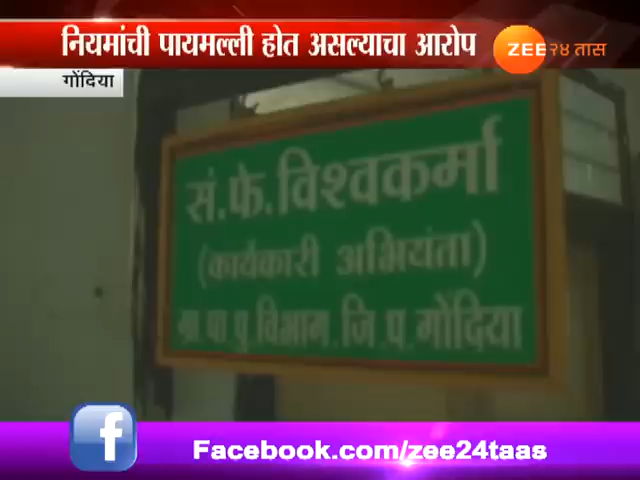 नियमांची पायमल्ली होत असल्याचा आरोप
ZEE २४ तास
गोंदिया
सं.फे.विश्वकर्मा
(कार्यकारी अभियंता)
ग्रा.पा.पु.विभाग.जि.प.गोंदिया
f
Facebook.com/zee24taas